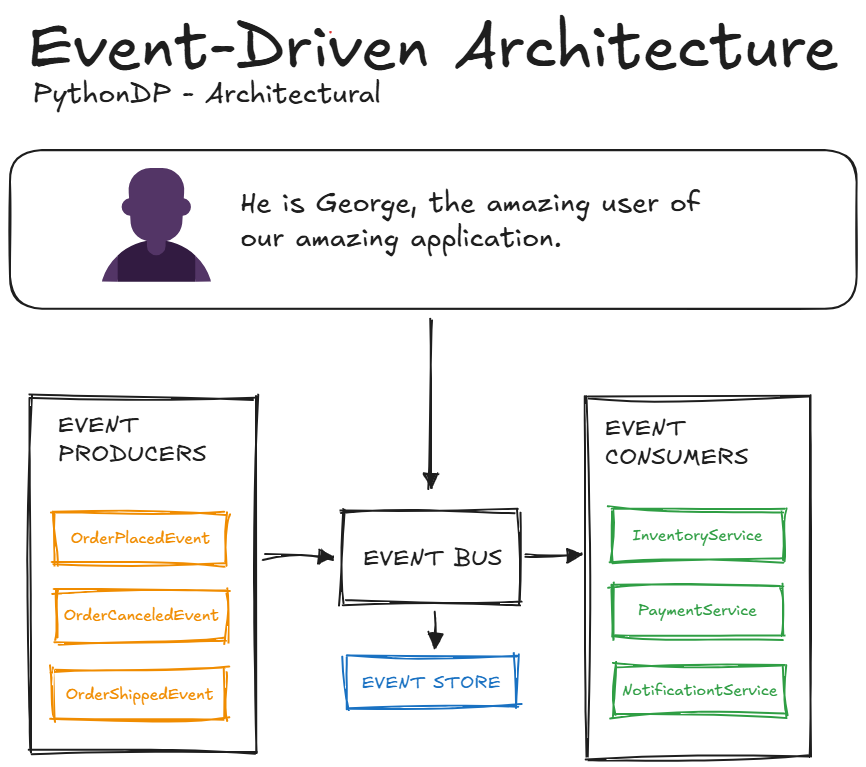 Event-Driven Architecture
PythonDP - Architectural
He is George, the amazing user of
our amazing application.
EVENT
PRODUCERS
OrderPlacedEvent
OrderCanceledEvent
OrderShippedEvent
EVENT BUS
EVENT STORE
EVENT
CONSUMERS
InventoryService
PaymentService
NotificationtService